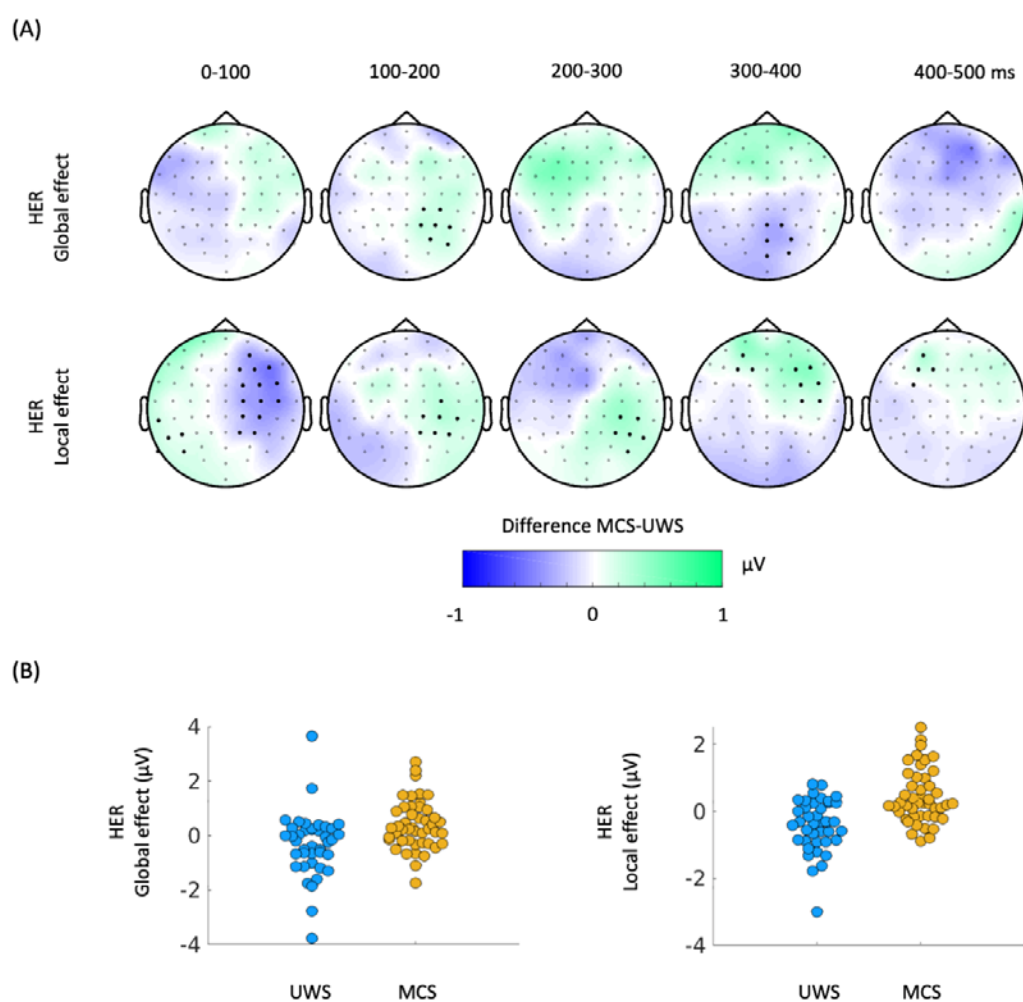 (A)
0-100
100-200
200-300
300-400
400-500 ms
HER
Global effect
HER
Local effect
Difference MCS-UWS
µV
-1
0
1
(B)
HER
Global effect (µV)
4
2
0
-2
-4
UWS
MCS
HER
Local effect (µV)
2
0
-2
-4
UWS
MCS